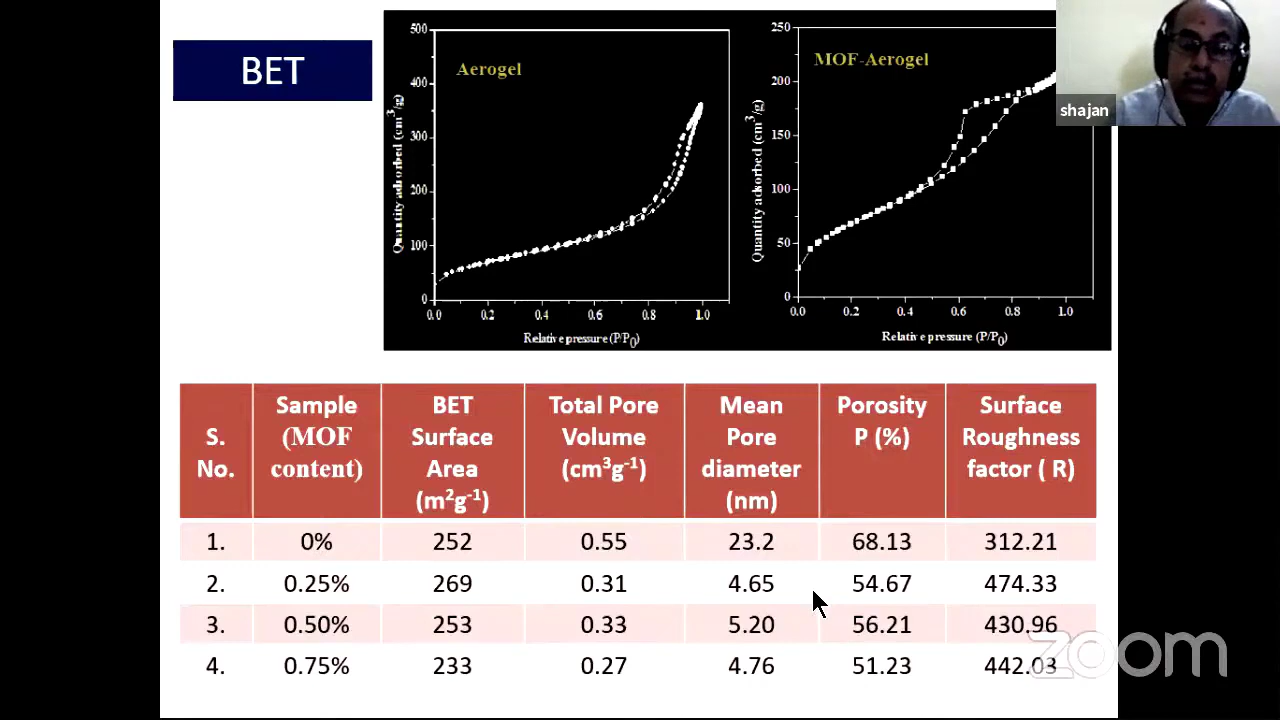 BET
Aerogel
Quantity adsorbed (cm³/g)
500
400
300
200
100
0
0.0 0.2 0.4 0.6 0.8 1.0
Relative pressure (P/P₀)
MOF-Aerogel
Quantity adsorbed (cm³/g)
250
200
150
100
50
0
0.0 0.2 0.4 0.6 0.8 1.0
Relative pressure (P/P₀)
shajan
S. No. Sample (MOF content) BET Surface Area (m²g⁻¹) Total Pore Volume (cm³g⁻¹) Mean Pore diameter (nm) Porosity P (%) Surface Roughness factor ( R)
1. 0% 252 0.55 23.2 68.13 312.21
2. 0.25% 269 0.31 4.65 54.67 474.33
3. 0.50% 253 0.33 5.20 56.21 430.96
4. 0.75% 233 0.27 4.76 51.23 442.03
zoom